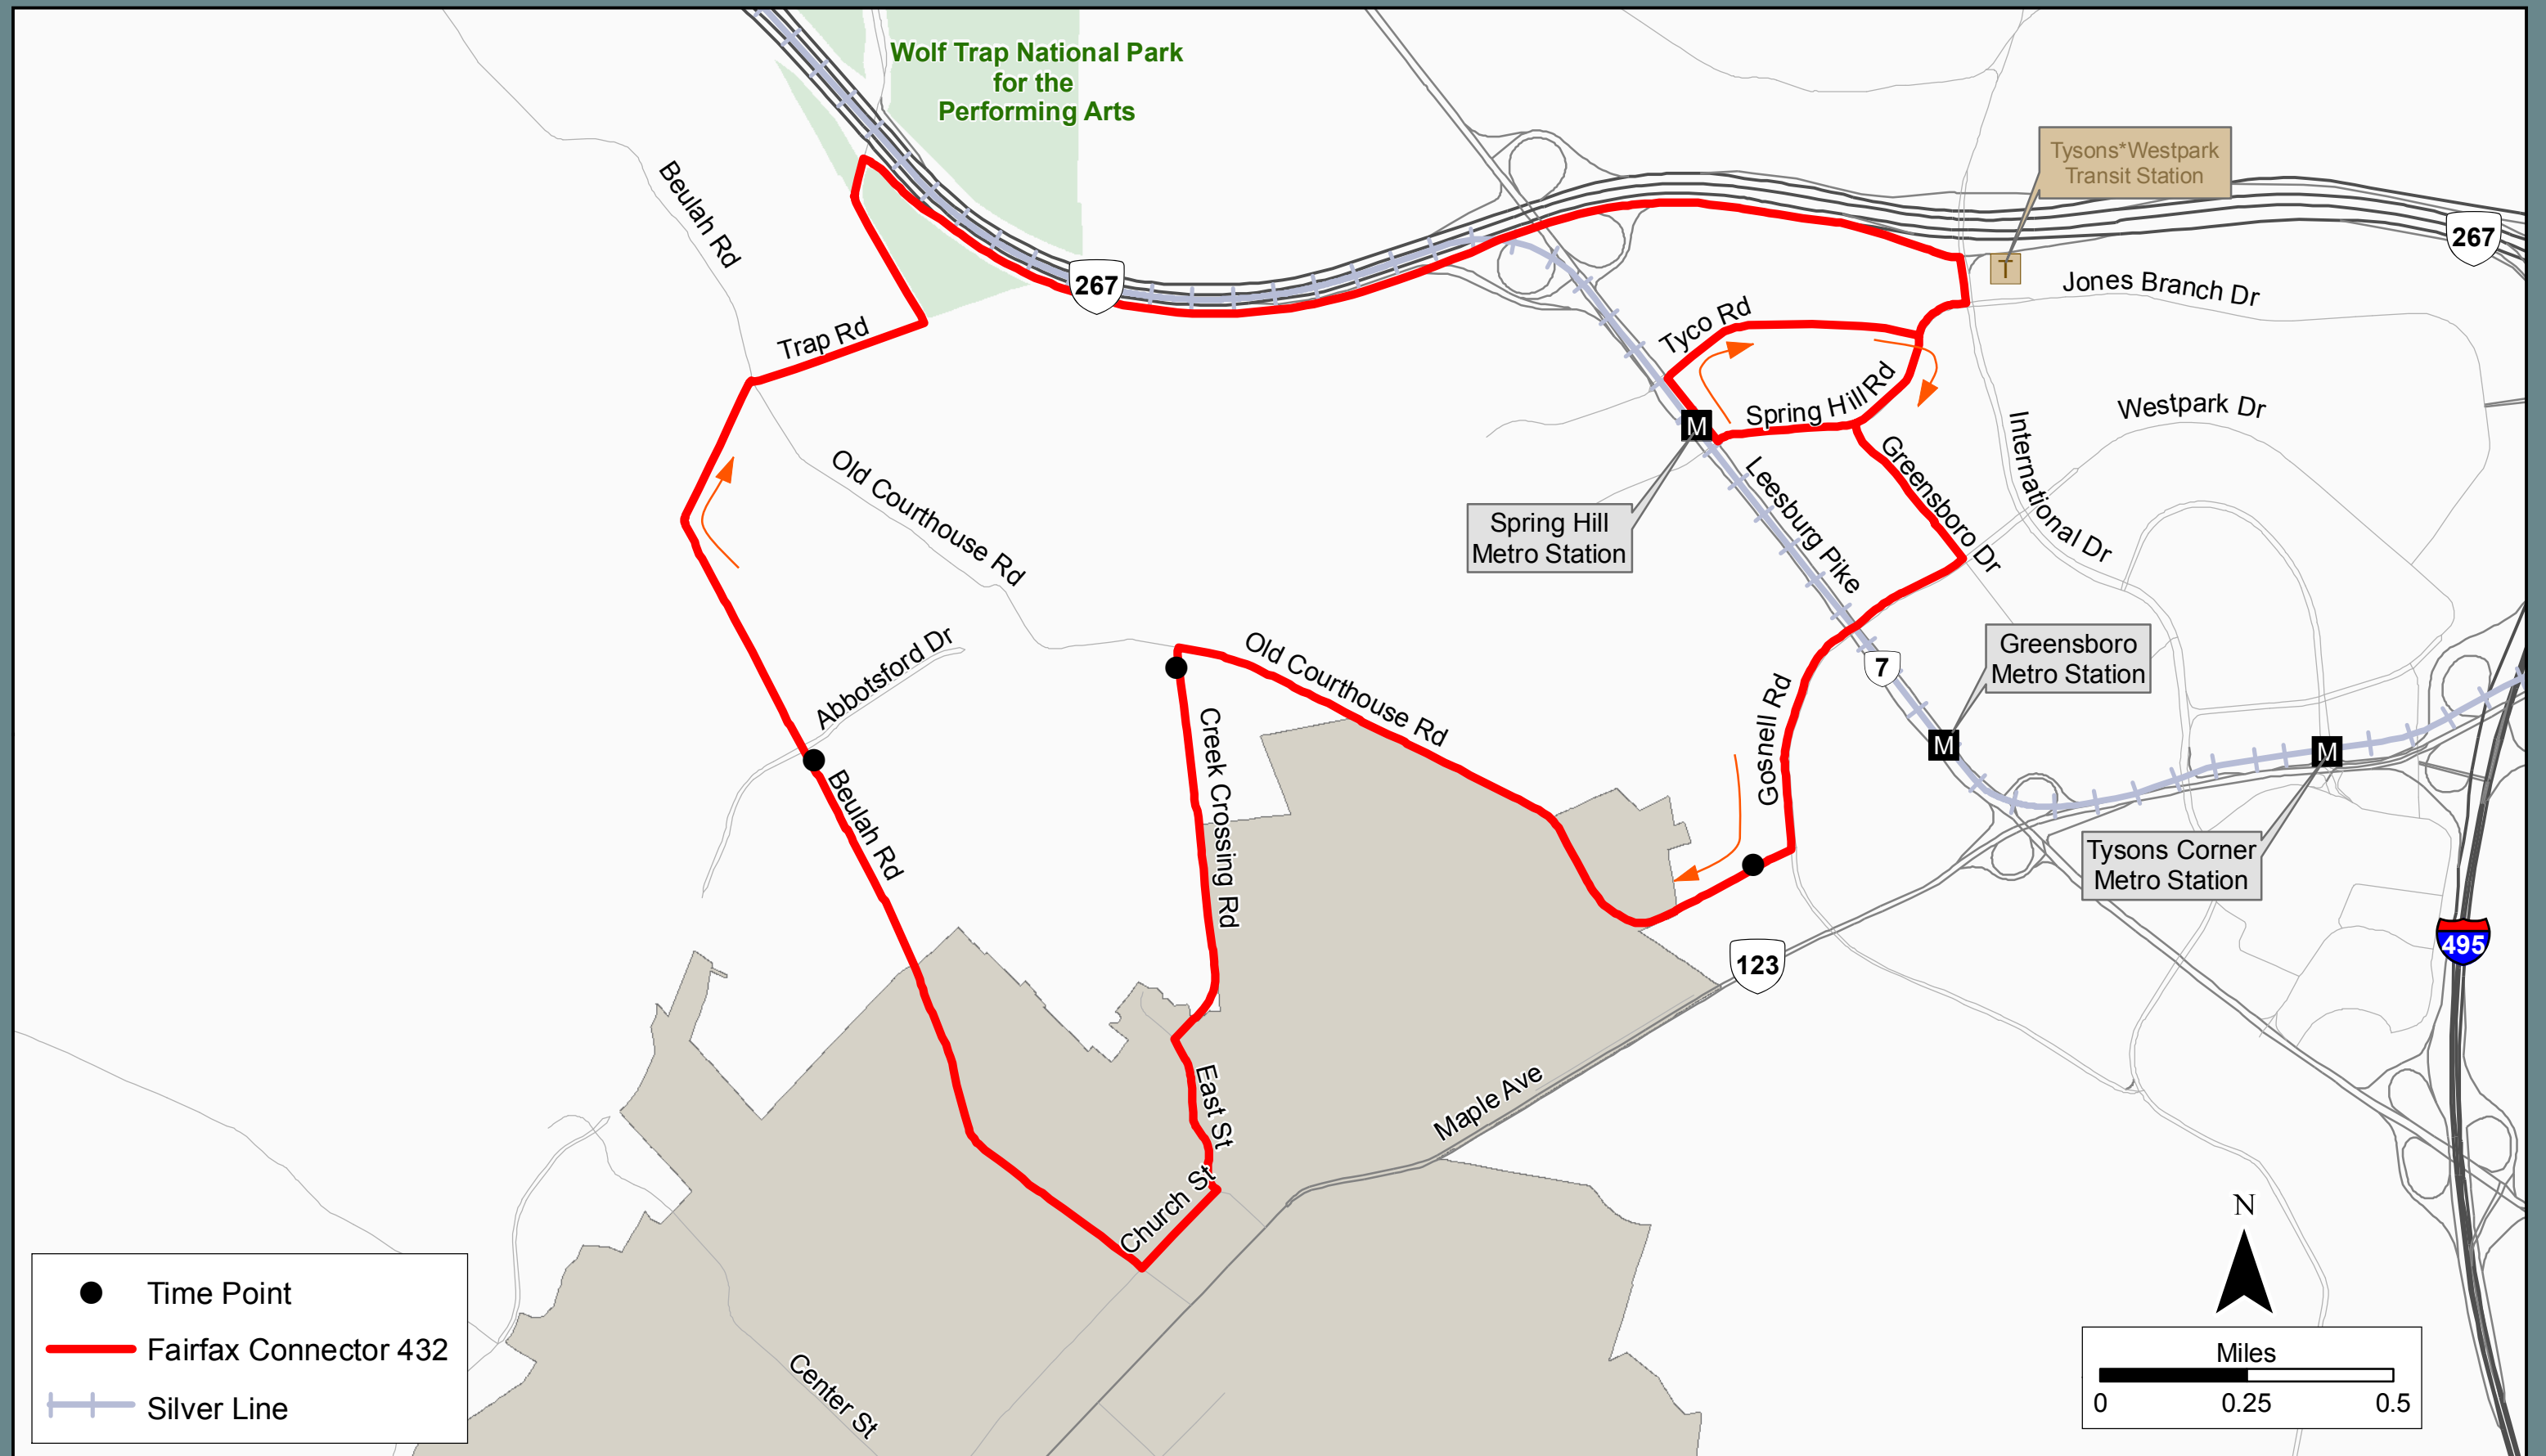 Wolf Trap National Park
for the
Performing Arts
Tysons*Westpark
Transit Station
T
267
267
Beulah Rd
Jones Branch Dr
Tyco Rd
Trap Rd
Spring Hill Rd
Westpark Dr
International Dr
Greensboro Dr
M
Leesburg Pike
Old Courthouse Rd
Spring Hill
Metro Station
Abbotsford Dr
Old Courthouse Rd
Greensboro
Metro Station
7
Gosnell Rd
M
M
Creek Crossing Rd
Beulah Rd
Tysons Corner
Metro Station
495
123
East St
Maple Ave
Church St
N
Center St
Time Point
Fairfax Connector 432
Silver Line
Miles
0 0.25 0.5